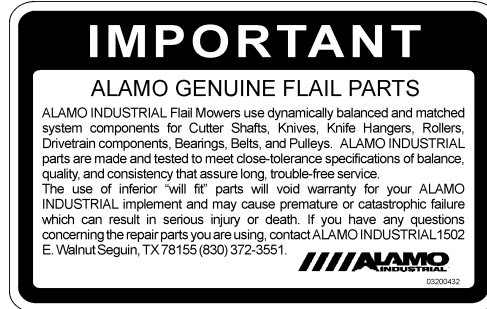 IMPORTANT
ALAMO GENUINE FLAIL PARTS
ALAMO INDUSTRIAL Flail Mowers use dynamically balanced and matched
system components for Cutter Shafts, Knives, Knife Hangers, Rollers,
Drivetrain components, Bearings, Belts, and Pulleys. ALAMO INDUSTRIAL
parts are made and tested to meet close-tolerance specifications of balance,
quality, and consistency that assure long, trouble-free service.
The use of inferior “will fit” parts will void warranty for your ALAMO
INDUSTRIAL implement and may cause premature or catastrophic failure
which can result in serious injury or death. If you have any questions
concerning the repair parts you are using, contact ALAMO INDUSTRIAL1502
E. Walnut Seguin, TX 78155 (830) 372-3551.
ALAMO
INDUSTRIAL
03200432